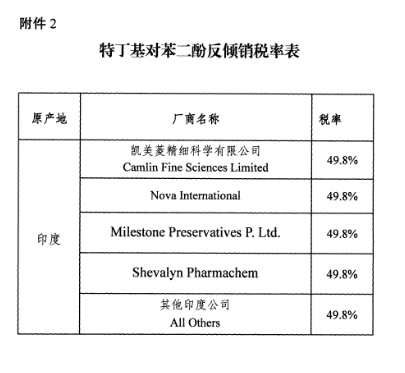 附件 2
特丁基对苯二酚反倾销税率表
原产地 厂商名称 税率
凯美菱精细科学有限公司
Camlin Fine Sciences Limited 49.8%
Nova International 49.8%
Milestone Preservatives P. Ltd. 49.8%
印度
Shevalyn Pharmachem 49.8%
其他印度公司
All Others 49.8%